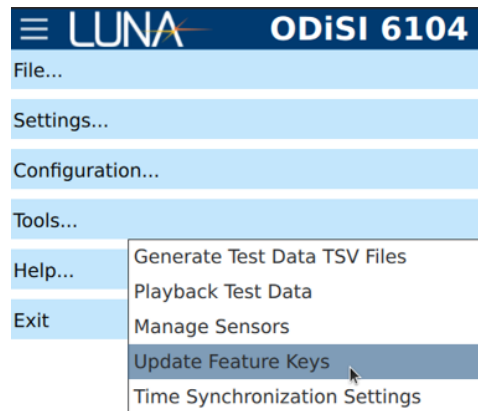 LUNA ODiSI 6104
File...
Settings...
Configuration...
Tools...
Help...
Exit
Generate Test Data TSV Files
Playback Test Data
Manage Sensors
Update Feature Keys
Time Synchronization Settings